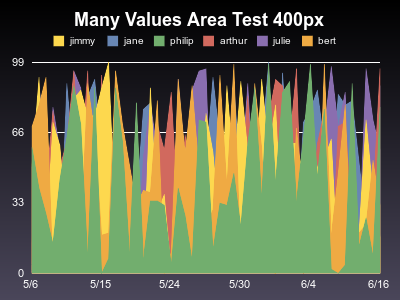 Many Values Area Test 400px
jimmy jane philip arthur julie bert
99
66
33
0
5/6 5/15 5/24 5/30 6/4 6/16